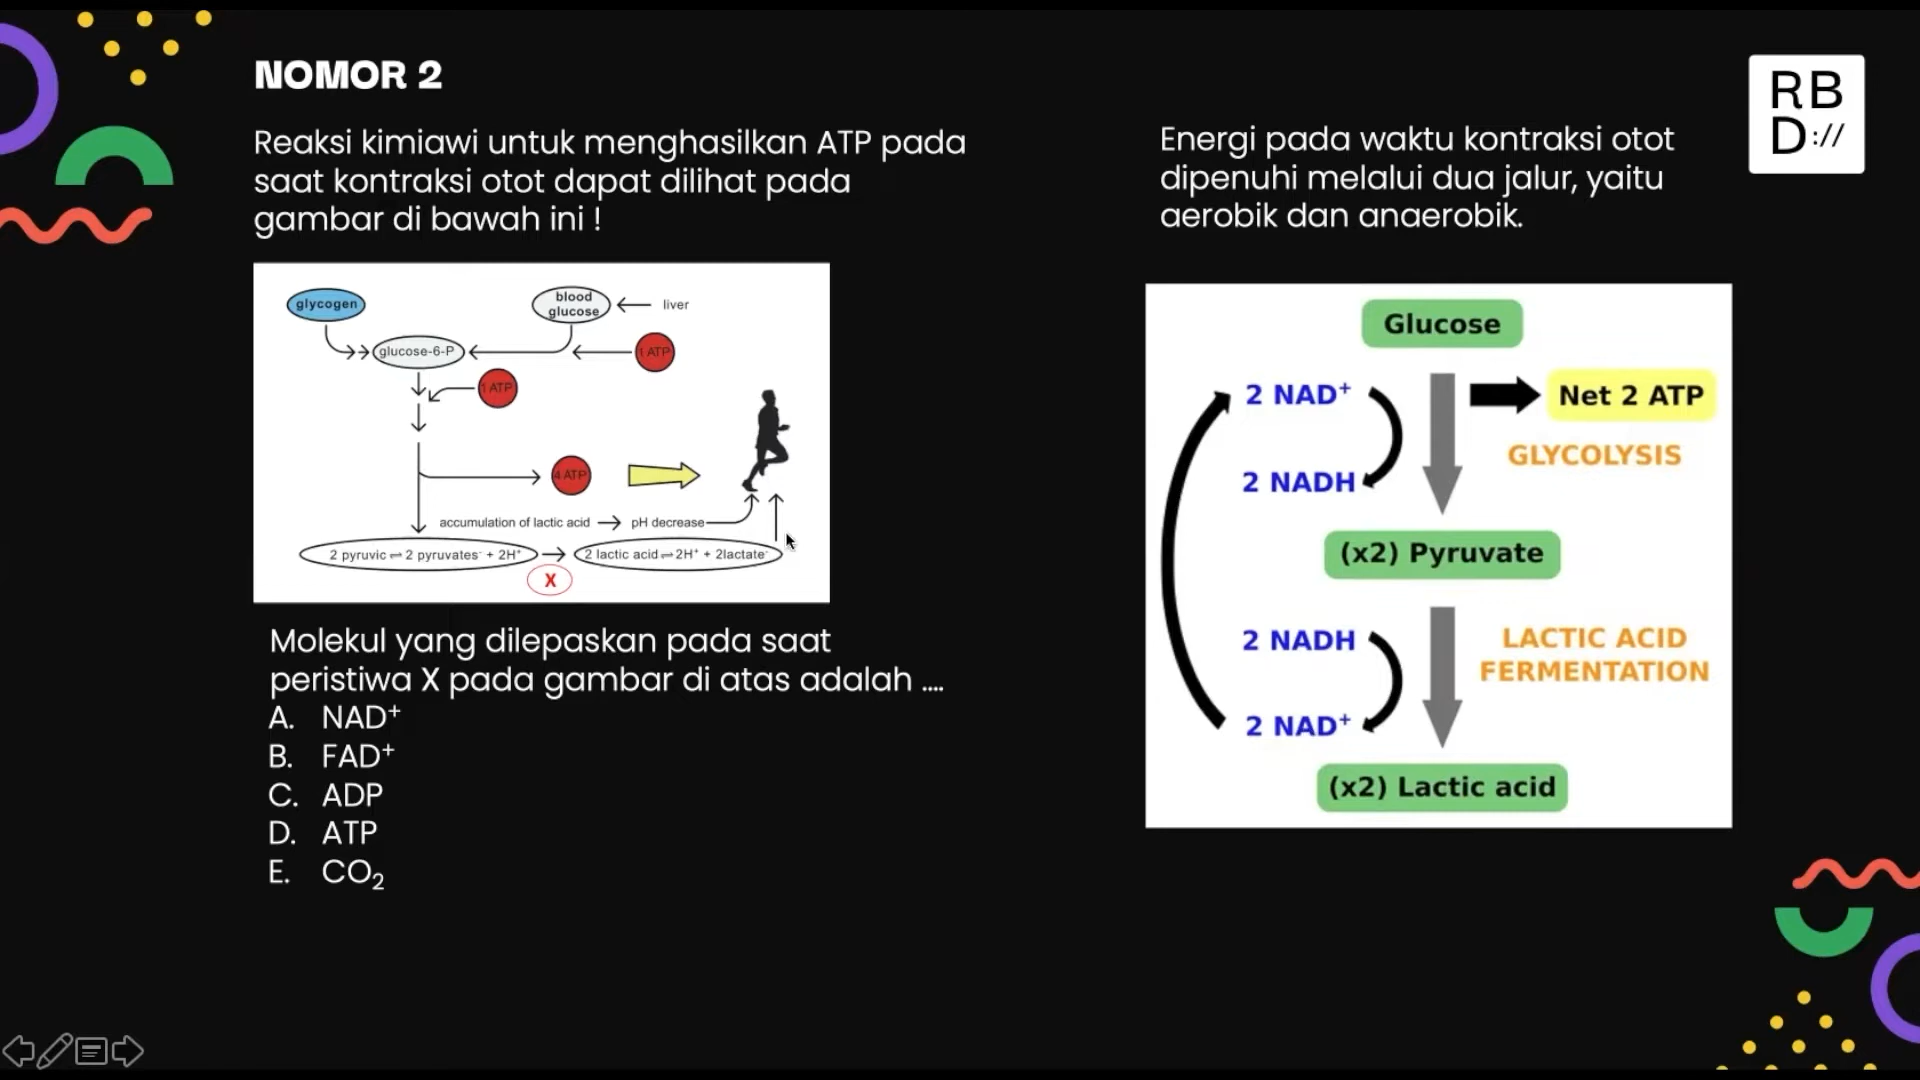 NOMOR 2
Reaksi kimiawi untuk menghasilkan ATP pada
saat kontraksi otot dapat dilihat pada
gambar di bawah ini !
glycogen
blood
glucose
liver
glucose-6-P
1 ATP
1 ATP
4 ATP
accumulation of lactic acid
pH decrease
2 pyruvic ⇌ 2 pyruvates⁻ + 2H⁺
2 lactic acid ⇌ 2H⁺ + 2lactate⁻
X
Molekul yang dilepaskan pada saat
peristiwa X pada gambar di atas adalah ....
A. NAD⁺
B. FAD⁺
C. ADP
D. ATP
E. CO₂
Energi pada waktu kontraksi otot
dipenuhi melalui dua jalur, yaitu
aerobik dan anaerobik.
Glucose
2 NAD⁺
Net 2 ATP
GLYCOLYSIS
2 NADH
(x2) Pyruvate
2 NADH
LACTIC ACID
FERMENTATION
2 NAD⁺
(x2) Lactic acid
RB
D://